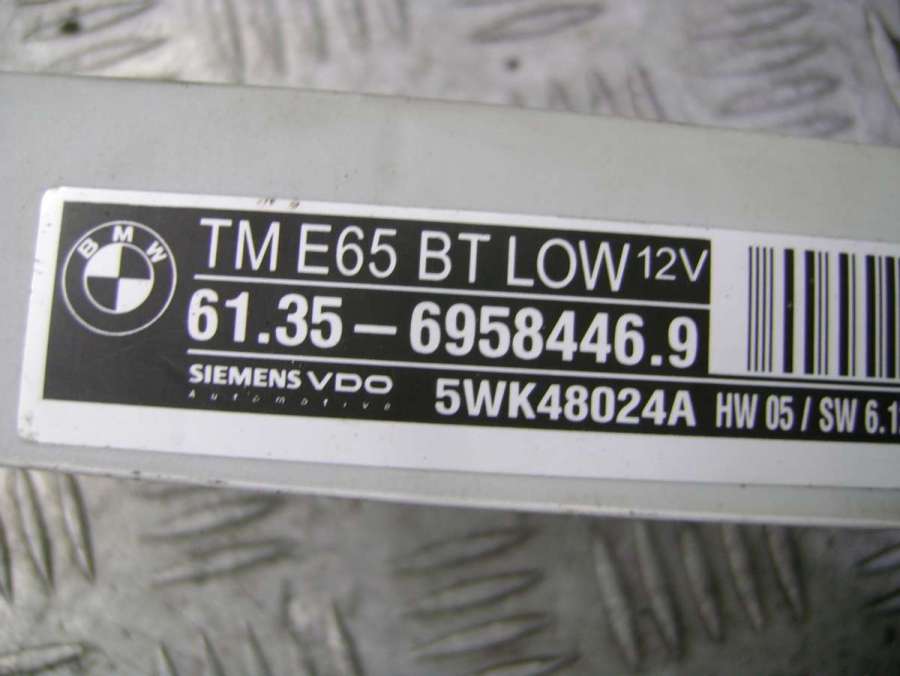 BMW
TM E65 BT LOW 12V
61.35 – 6958446.9
SIEMENS VDO
Automotive
5WK48024A HW 05 / SW 6.1